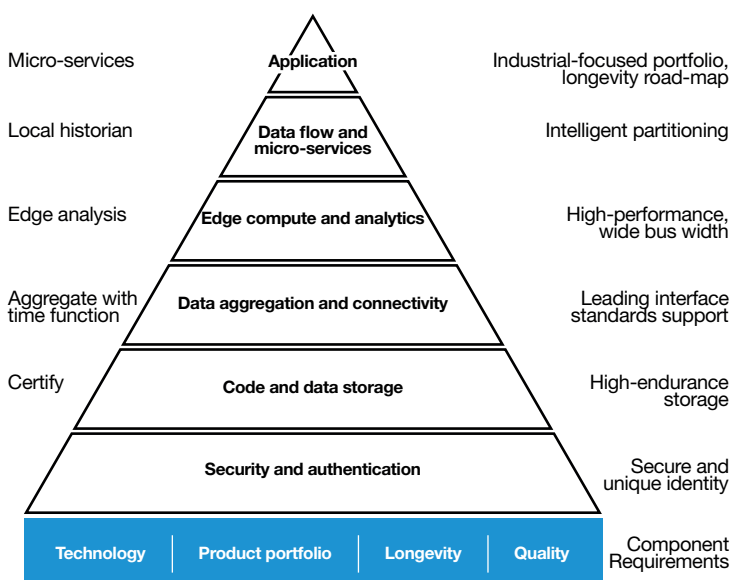 Micro-services
Application
Industrial-focused portfolio,
longevity road-map
Local historian
Data flow and
micro-services
Intelligent partitioning
Edge analysis
Edge compute and analytics
High-performance,
wide bus width
Aggregate with
time function
Data aggregation and connectivity
Leading interface
standards support
Certify
Code and data storage
High-endurance
storage
Security and authentication
Secure and
unique identity
Technology
Product portfolio
Longevity
Quality
Component
Requirements